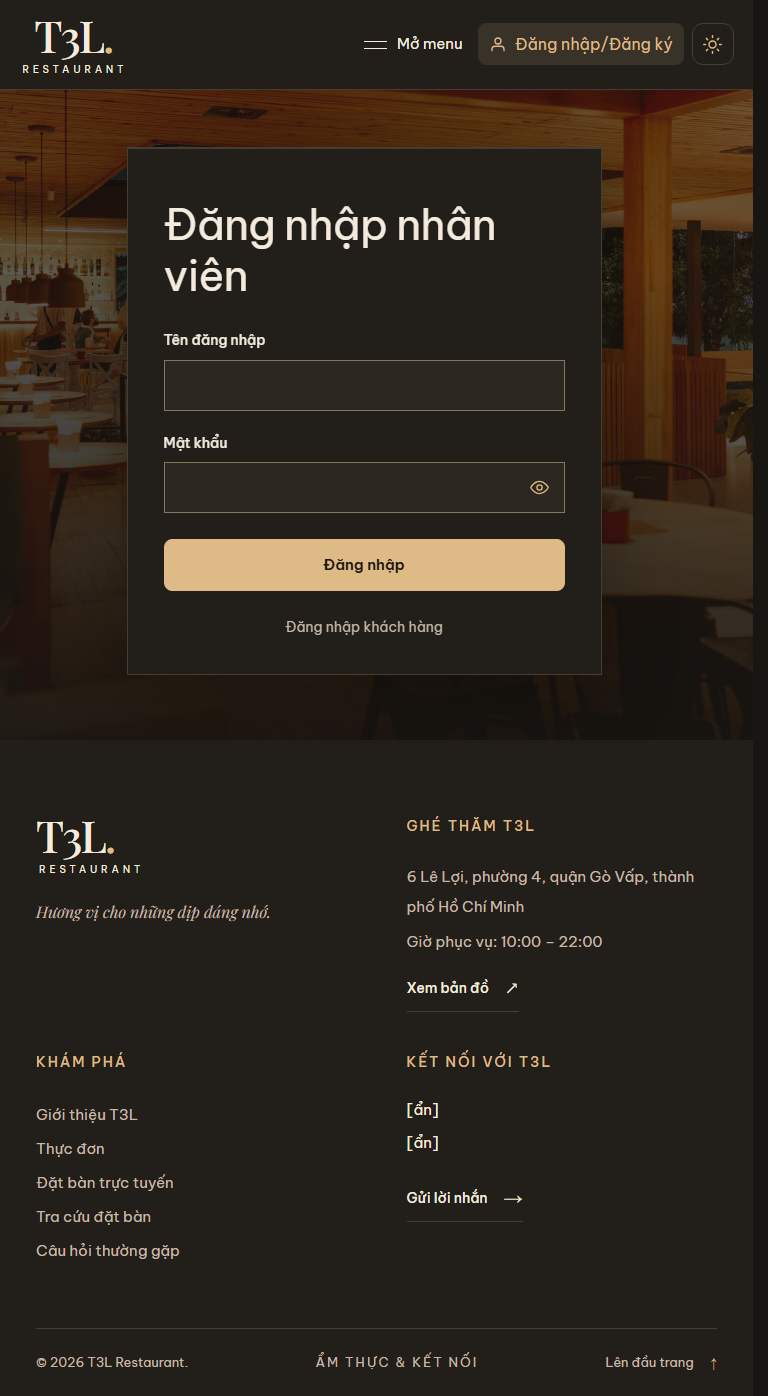 T3L.
RESTAURANT
Mở menu
Đăng nhập/Đăng ký
Đăng nhập nhân
viên
Tên đăng nhập
Mật khẩu
Đăng nhập
Đăng nhập khách hàng
T3L.
RESTAURANT
Hương vị cho những dịp đáng nhớ.
GHÉ THĂM T3L
6 Lê Lợi, phường 4, quận Gò Vấp, thành
phố Hồ Chí Minh
Giờ phục vụ: 10:00 – 22:00
Xem bản đồ ↗
KHÁM PHÁ
Giới thiệu T3L
Thực đơn
Đặt bàn trực tuyến
Tra cứu đặt bàn
Câu hỏi thường gặp
KẾT NỐI VỚI T3L
[ẩn]
[ẩn]
Gửi lời nhắn →
© 2026 T3L Restaurant.
ẨM THỰC & KẾT NỐI
Lên đầu trang ↑